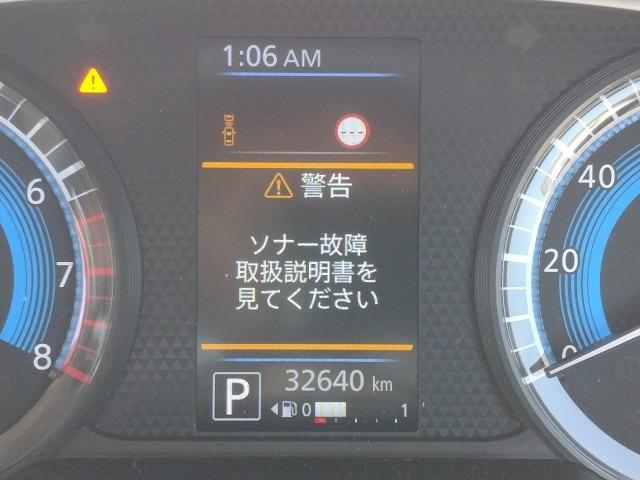 1:06 AM
---
警告
ソナー故障
取扱説明書を
見てください
6
7
8
40
20
0
P
32640 km
0
1